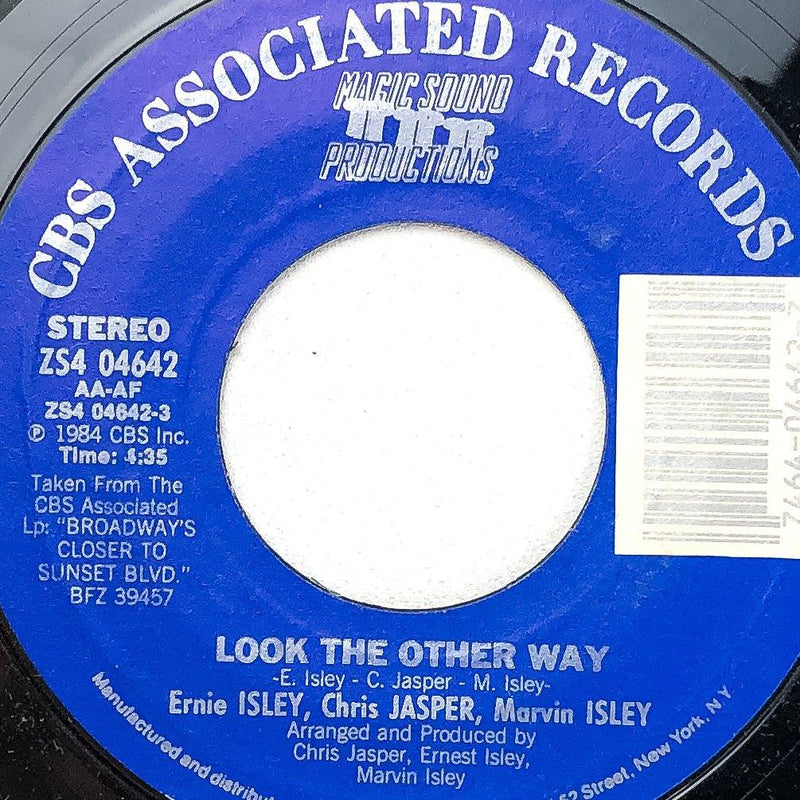 CBS ASSOCIATED RECORDS
MAGIC SOUND
PRODUCTIONS
STEREO
ZS4 04642
AA-AF
ZS4 04642-3
℗ 1984 CBS Inc.
Time: 4:35
Taken From The
CBS Associated
Lp: "BROADWAY'S
CLOSER TO
SUNSET BLVD."
BFZ 39457
LOOK THE OTHER WAY
-E. Isley - C. Jasper - M. Isley-
Ernie ISLEY, Chris JASPER, Marvin ISLEY
Arranged and Produced by
Chris Jasper, Ernest Isley,
Marvin Isley
Manufactured and distribu
52 Street, New York, N.Y.